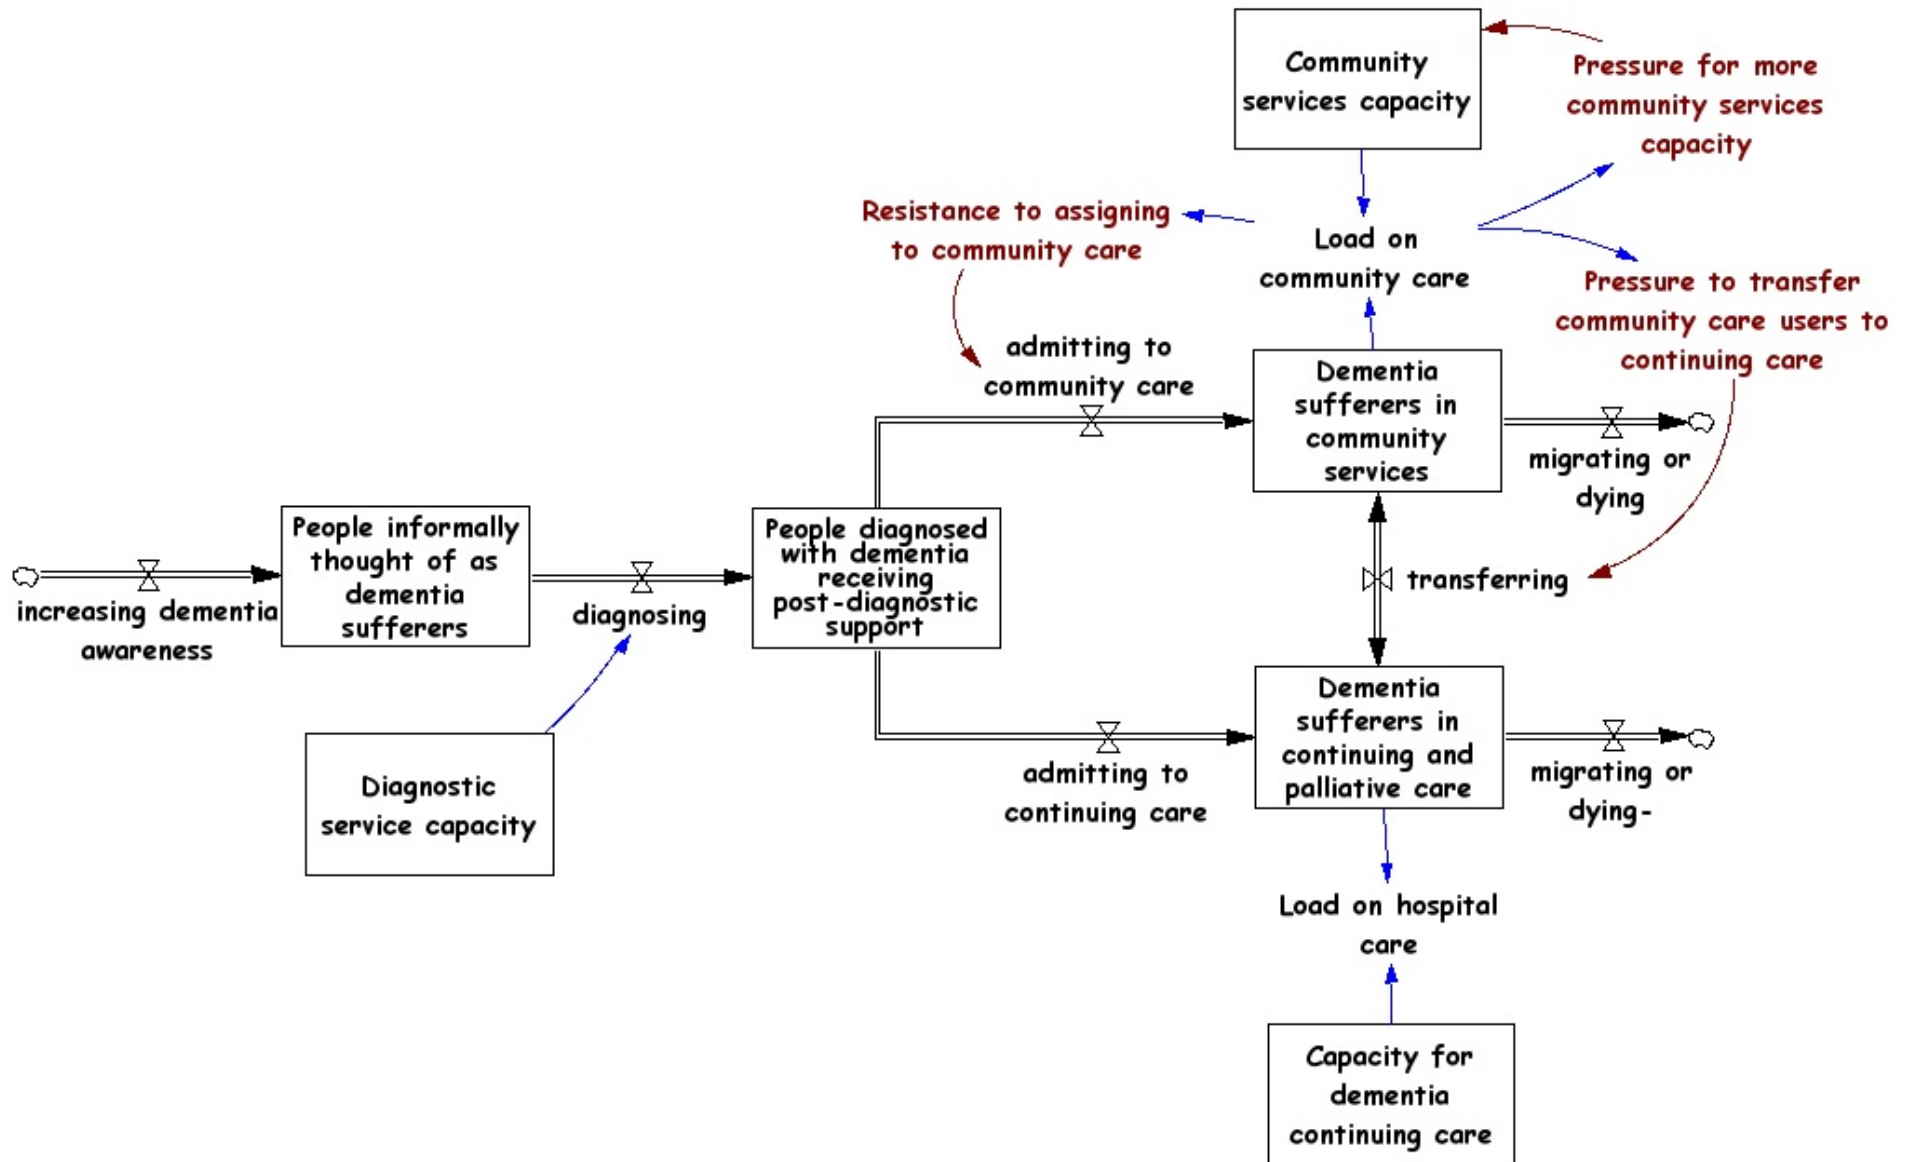 Community
services capacity
Pressure for more
community services
capacity
Resistance to assigning
to community care
Load on
community care
Pressure to transfer
community care users to
continuing care
admitting to
community care
Dementia
sufferers in
community
services
migrating or
dying
People informally
thought of as
dementia
sufferers
increasing dementia
awareness
diagnosing
People diagnosed
with dementia
receiving
post-diagnostic
support
transferring
Diagnostic
service capacity
admitting to
continuing care
Dementia
sufferers in
continuing and
palliative care
migrating or
dying-
Load on hospital
care
Capacity for
dementia
continuing care